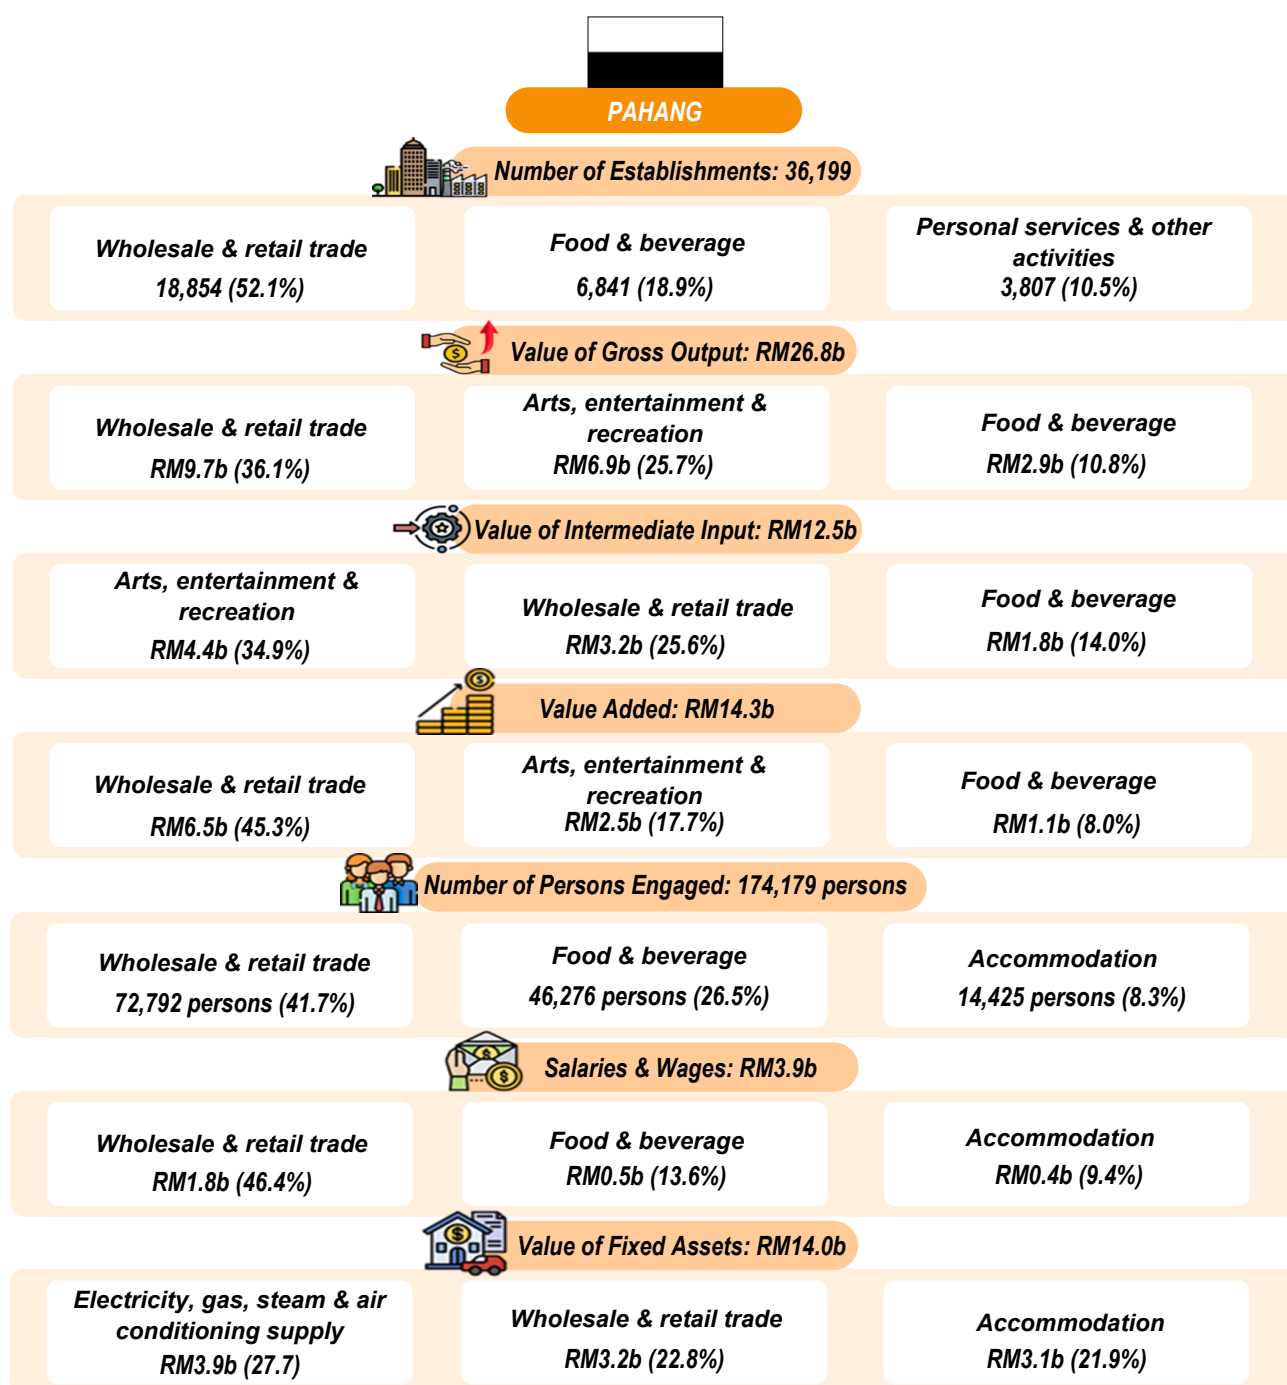 PAHANG
Number of Establishments: 36,199
Wholesale & retail trade
18,854 (52.1%)
Food & beverage
6,841 (18.9%)
Personal services & other
activities
3,807 (10.5%)
Value of Gross Output: RM26.8b
Wholesale & retail trade
RM9.7b (36.1%)
Arts, entertainment &
recreation
RM6.9b (25.7%)
Food & beverage
RM2.9b (10.8%)
Value of Intermediate Input: RM12.5b
Arts, entertainment &
recreation
RM4.4b (34.9%)
Wholesale & retail trade
RM3.2b (25.6%)
Food & beverage
RM1.8b (14.0%)
Value Added: RM14.3b
Wholesale & retail trade
RM6.5b (45.3%)
Arts, entertainment &
recreation
RM2.5b (17.7%)
Food & beverage
RM1.1b (8.0%)
Number of Persons Engaged: 174,179 persons
Wholesale & retail trade
72,792 persons (41.7%)
Food & beverage
46,276 persons (26.5%)
Accommodation
14,425 persons (8.3%)
Salaries & Wages: RM3.9b
Wholesale & retail trade
RM1.8b (46.4%)
Food & beverage
RM0.5b (13.6%)
Accommodation
RM0.4b (9.4%)
Value of Fixed Assets: RM14.0b
Electricity, gas, steam & air
conditioning supply
RM3.9b (27.7)
Wholesale & retail trade
RM3.2b (22.8%)
Accommodation
RM3.1b (21.9%)